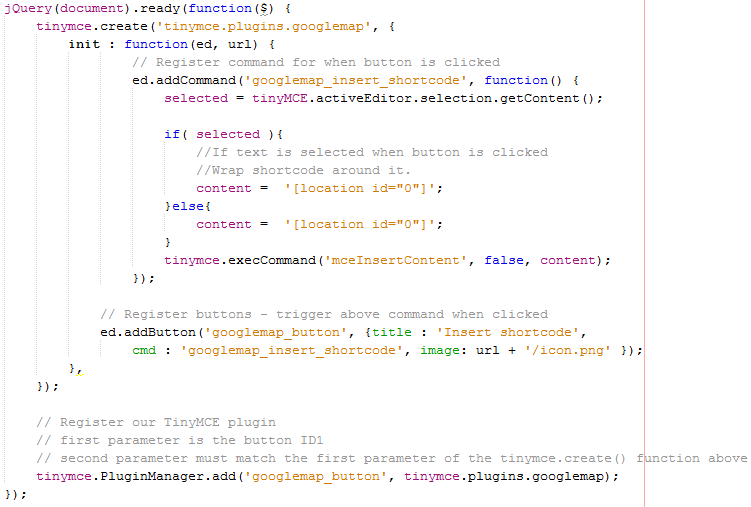 jQuery(document).ready(function($) {
    tinymce.create('tinymce.plugins.googlemap', {
        init : function(ed, url) {
                // Register command for when button is clicked
                ed.addCommand('googlemap_insert_shortcode', function() {
                    selected = tinyMCE.activeEditor.selection.getContent();

                    if( selected ){
                        //If text is selected when button is clicked
                        //Wrap shortcode around it.
                        content =  '[location id="0"]';
                    }else{
                        content =  '[location id="0"]';
                    }
                    tinymce.execCommand('mceInsertContent', false, content);
                });

            // Register buttons - trigger above command when clicked
            ed.addButton('googlemap_button', {title : 'Insert shortcode',
                cmd : 'googlemap_insert_shortcode', image: url + '/icon.png' });
        },
    });

    // Register our TinyMCE plugin
    // first parameter is the button ID1
    // second parameter must match the first parameter of the tinymce.create() function above
    tinymce.PluginManager.add('googlemap_button', tinymce.plugins.googlemap);
});